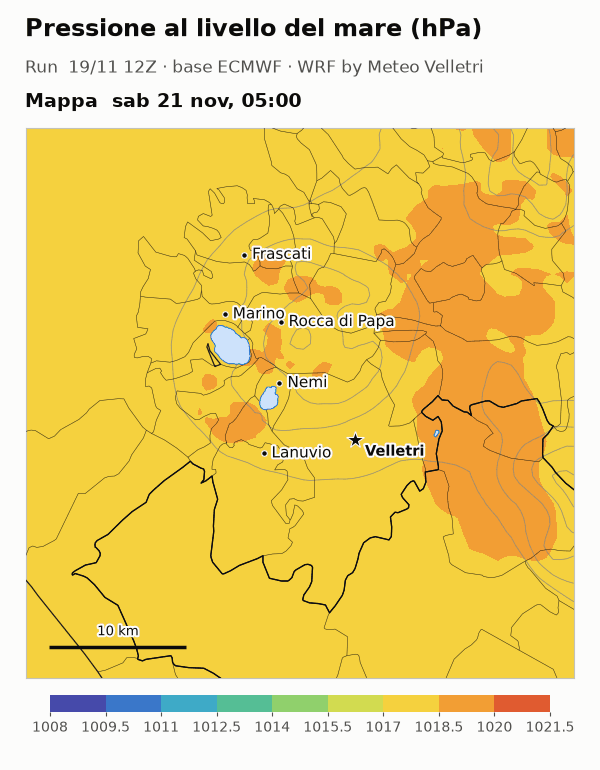 Pressione al livello del mare (hPa)
Run  19/11 12Z · base ECMWF · WRF by Meteo Velletri
Mappa  sab 21 nov, 05:00
Frascati
Marino
Rocca di Papa
Nemi
Lanuvio
Velletri
10 km
1008 1009.5 1011 1012.5 1014 1015.5 1017 1018.5 1020 1021.5